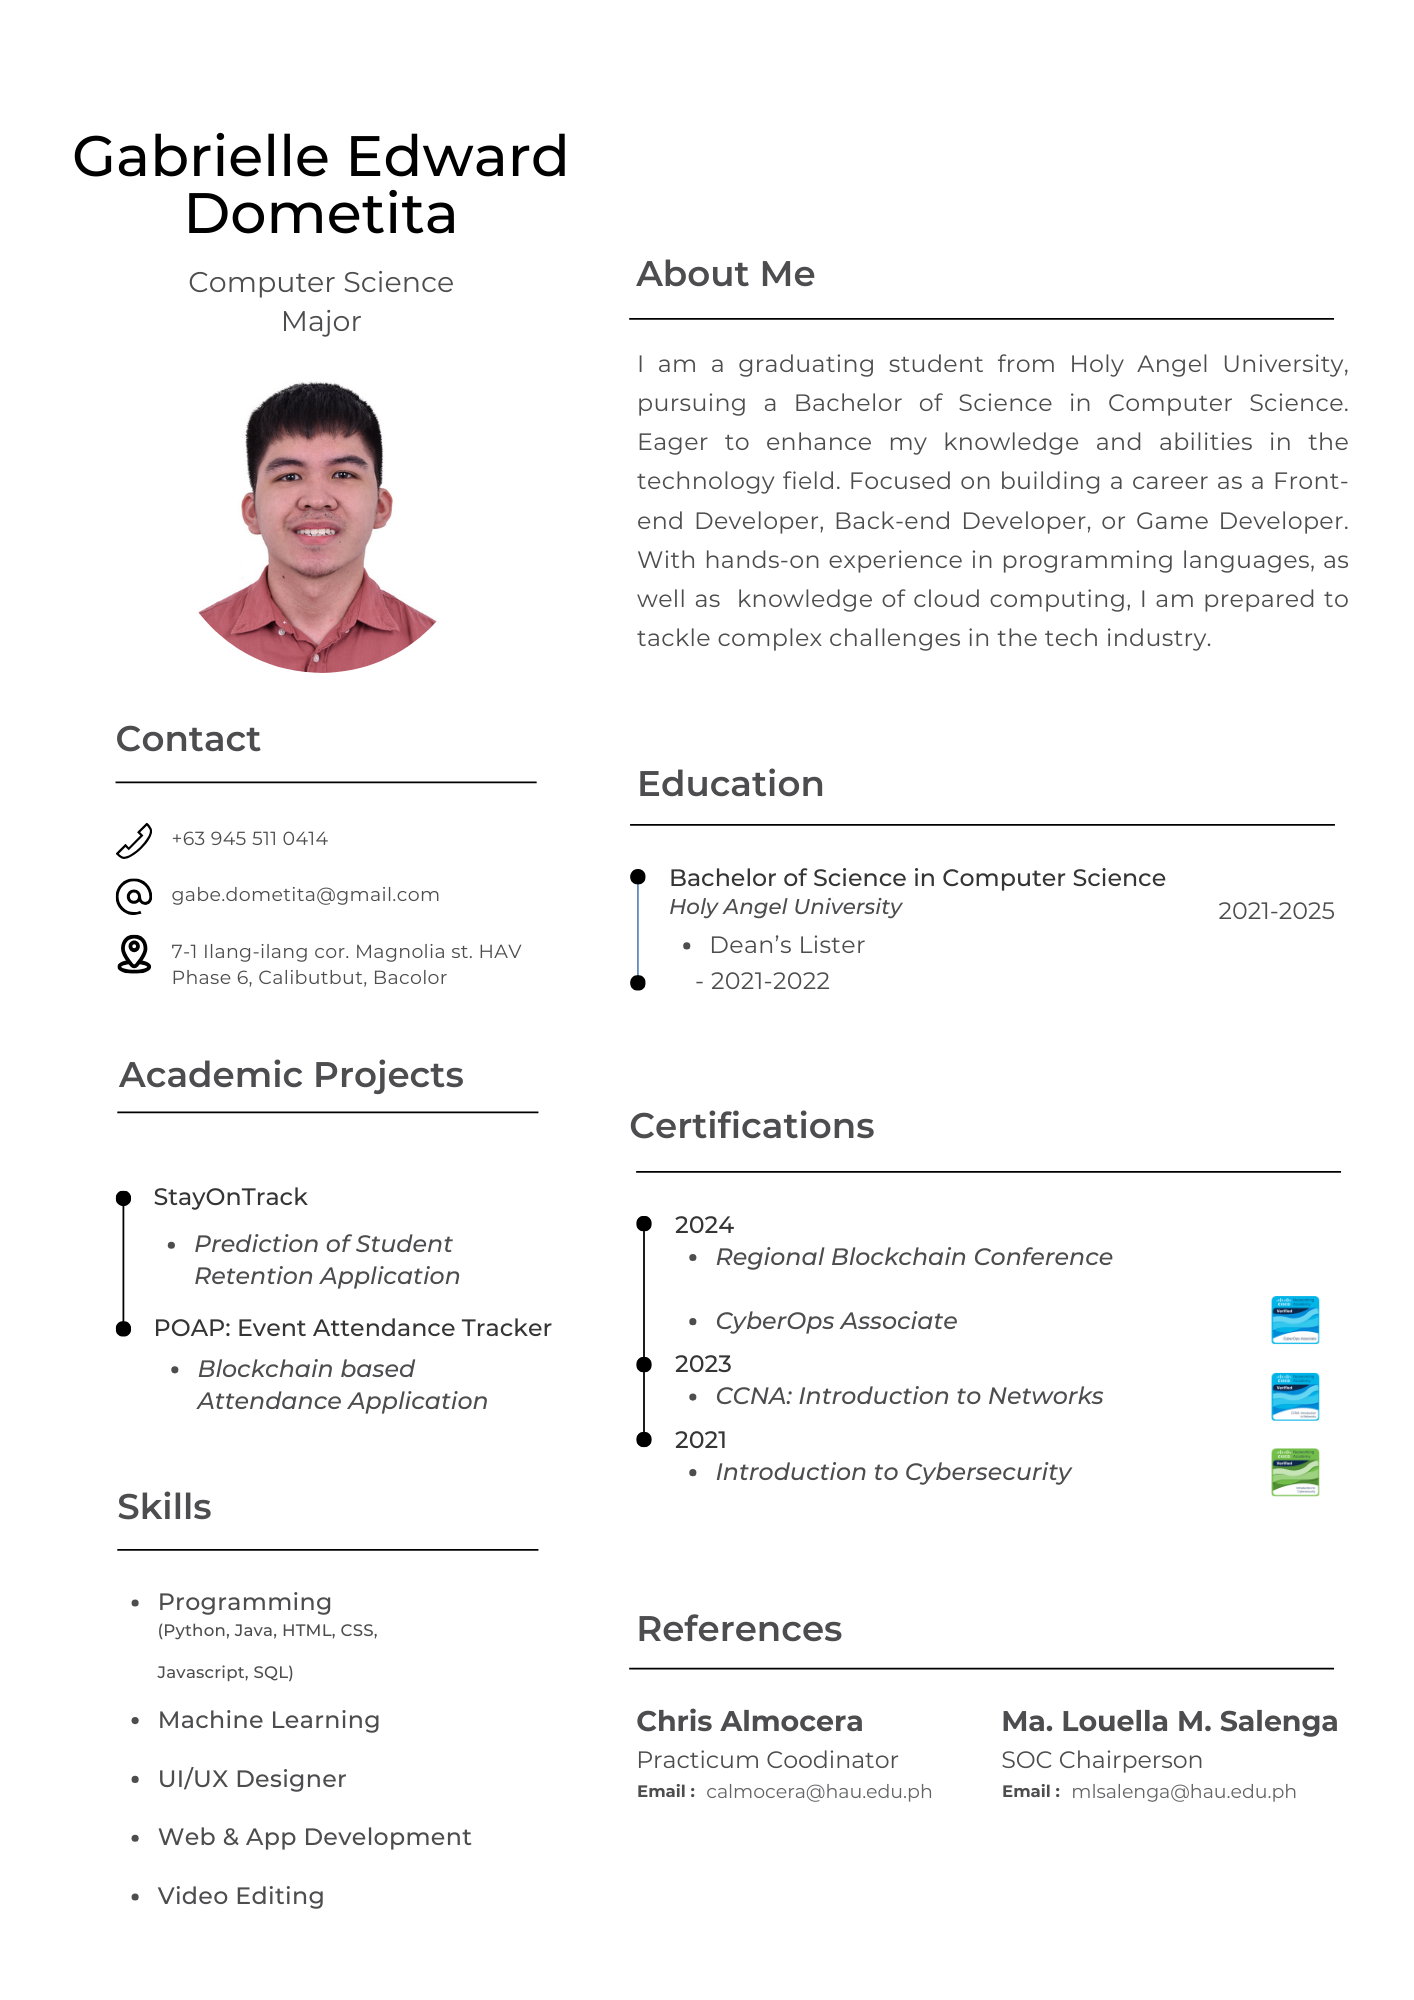 Gabrielle Edward
Dometita
Computer Science
Major
Contact
+63 945 511 0414
gabe.dometita@gmail.com
7-1 Ilang-ilang cor. Magnolia st. HAV
Phase 6, Calibutbut, Bacolor
Academic Projects
StayOnTrack
• Prediction of Student
Retention Application
POAP: Event Attendance Tracker
• Blockchain based
Attendance Application
Skills
• Programming
(Python, Java, HTML, CSS,
Javascript, SQL)
• Machine Learning
• UI/UX Designer
• Web & App Development
• Video Editing
About Me
I am a graduating student from Holy Angel University,
pursuing a Bachelor of Science in Computer Science.
Eager to enhance my knowledge and abilities in the
technology field. Focused on building a career as a Front-
end Developer, Back-end Developer, or Game Developer.
With hands-on experience in programming languages, as
well as knowledge of cloud computing, I am prepared to
tackle complex challenges in the tech industry.
Education
Bachelor of Science in Computer Science
Holy Angel University
2021-2025
• Dean's Lister
- 2021-2022
Certifications
2024
• Regional Blockchain Conference
• CyberOps Associate
2023
• CCNA: Introduction to Networks
2021
• Introduction to Cybersecurity
References
Chris Almocera
Practicum Coodinator
Email : calmocera@hau.edu.ph
Ma. Louella M. Salenga
SOC Chairperson
Email : mlsalenga@hau.edu.ph